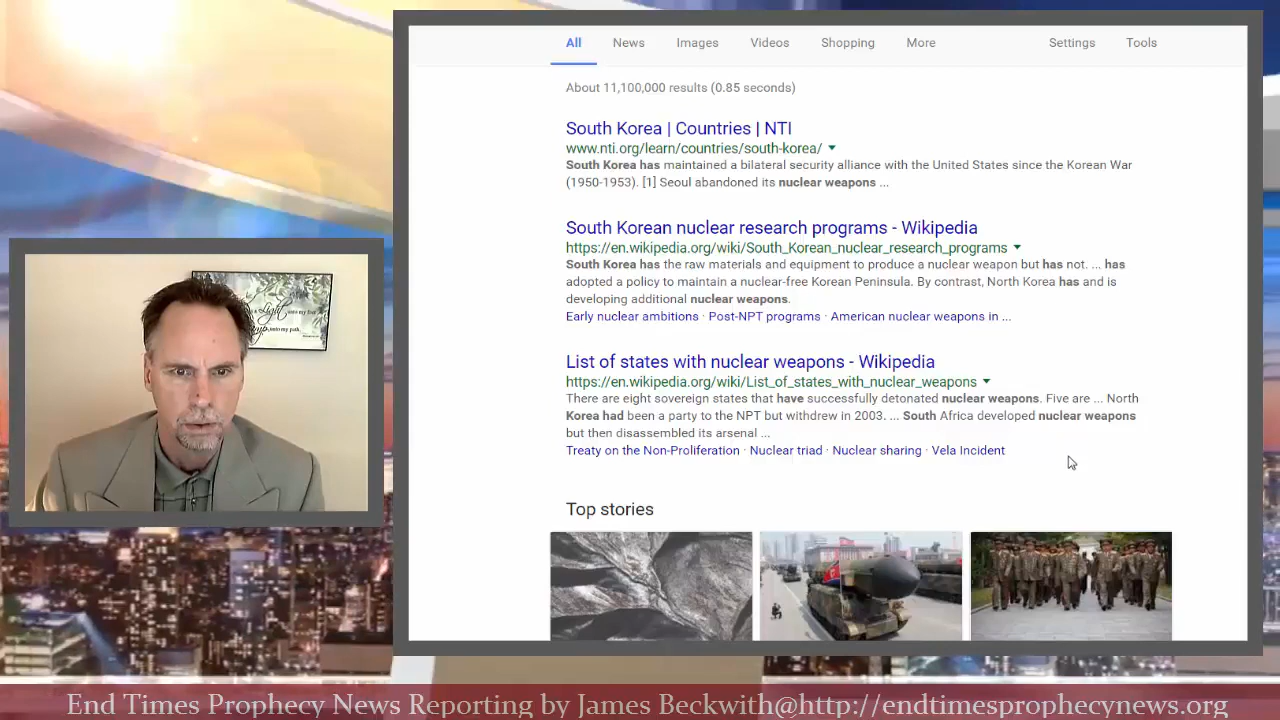 All
News
Images
Videos
Shopping
More
Settings
Tools
About 11,100,000 results (0.85 seconds)
South Korea | Countries | NTI
www.nti.org/learn/countries/south-korea/
South Korea has maintained a bilateral security alliance with the United States since the Korean War
(1950-1953). [1] Seoul abandoned its nuclear weapons ...
South Korean nuclear research programs - Wikipedia
https://en.wikipedia.org/wiki/South_Korean_nuclear_research_programs
South Korea has the raw materials and equipment to produce a nuclear weapon but has not. ... has
adopted a policy to maintain a nuclear-free Korean Peninsula. By contrast, North Korea has and is
developing additional nuclear weapons.
Early nuclear ambitions · Post-NPT programs · American nuclear weapons in ...
List of states with nuclear weapons - Wikipedia
https://en.wikipedia.org/wiki/List_of_states_with_nuclear_weapons
There are eight sovereign states that have successfully detonated nuclear weapons. Five are ... North
Korea had been a party to the NPT but withdrew in 2003. ... South Africa developed nuclear weapons
but then disassembled its arsenal ...
Treaty on the Non-Proliferation · Nuclear triad · Nuclear sharing · Vela Incident
Top stories
Light into my
into my path.
End Times Prophecy News Reporting by James Beckwith@http://endtimesprophecynews.org